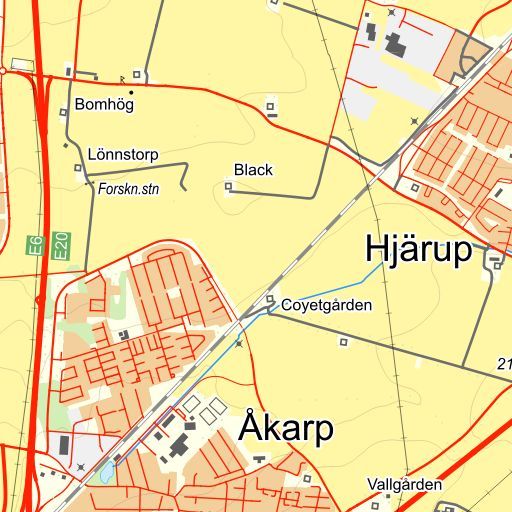 Bomhög
Lönnstorp
Black
Forskn.stn
E6
E20
Hjärup
Coyetgården
21
Åkarp
Vallgården